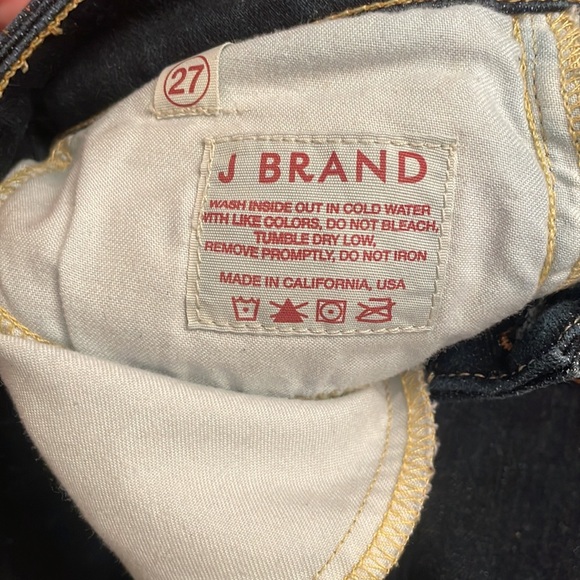 27
J BRAND
WASH INSIDE OUT IN COLD WATER
WITH LIKE COLORS, DO NOT BLEACH,
TUMBLE DRY LOW,
REMOVE PROMPTLY, DO NOT IRON
MADE IN CALIFORNIA, USA